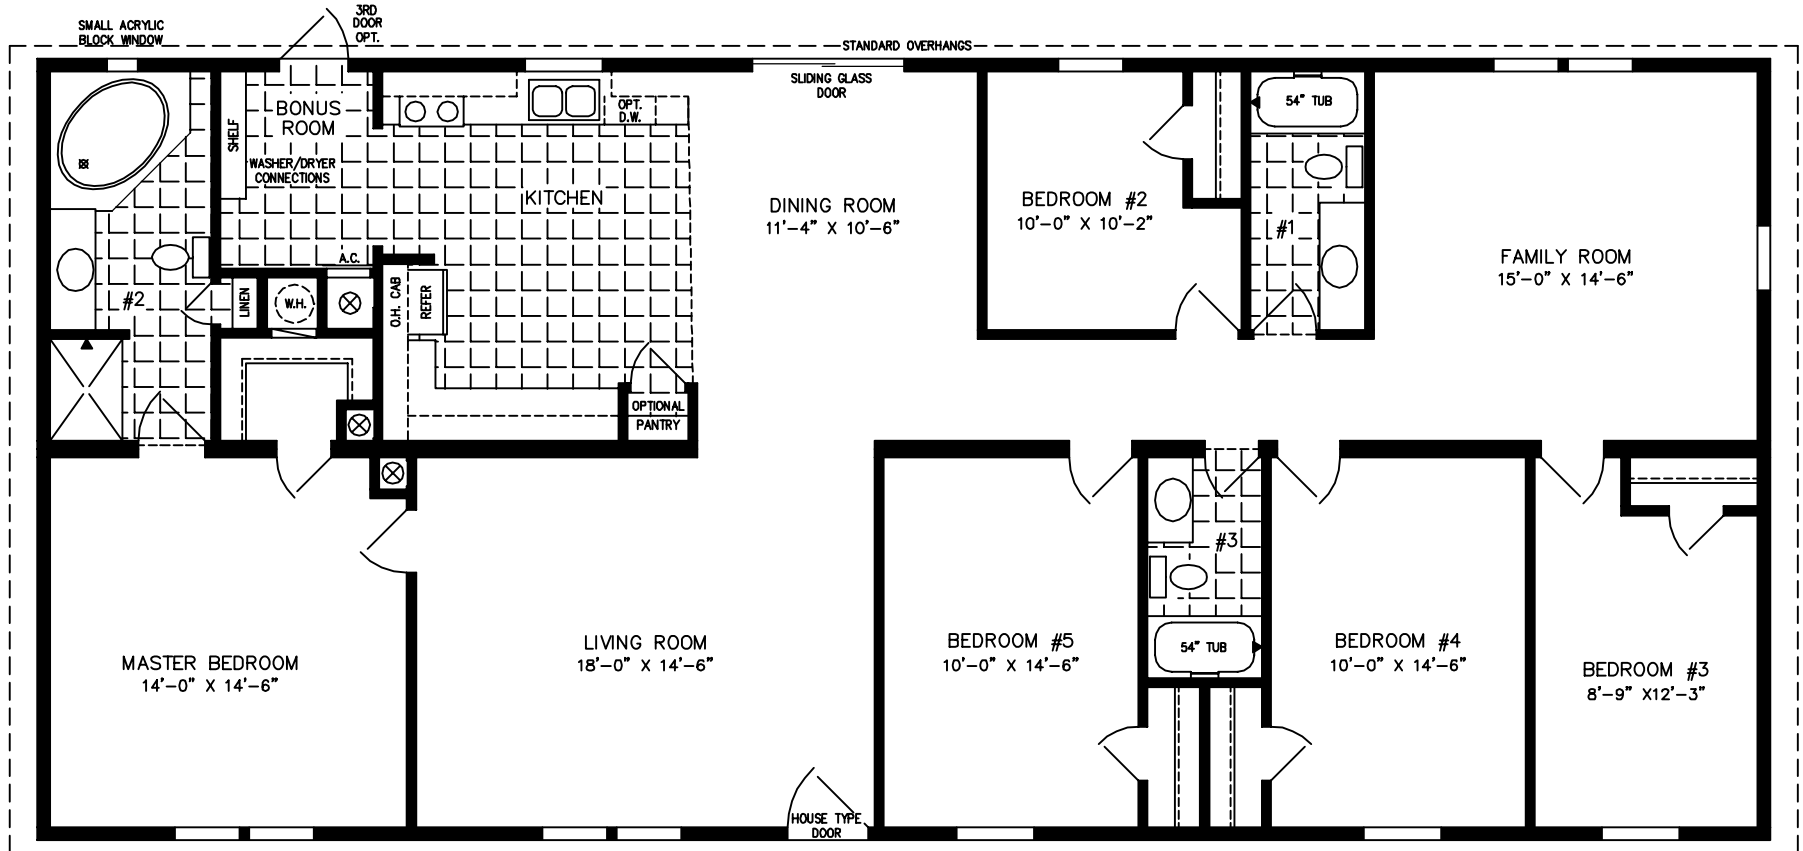 SMALL ACRYLIC
BLOCK WINDOW
3RD
DOOR
OPT.
STANDARD OVERHANGS
SLIDING GLASS
DOOR
BONUS
ROOM
SHELF
WASHER/DRYER
CONNECTIONS
OPT.
D.W.
KITCHEN
DINING ROOM
11'-4" X 10'-6"
BEDROOM #2
10'-0" X 10'-2"
54" TUB
#1
FAMILY ROOM
15'-0" X 14'-6"
#2
A.C.
LINEN
W.H.
O.H. CAB
REFER
OPTIONAL
PANTRY
MASTER BEDROOM
14'-0" X 14'-6"
LIVING ROOM
18'-0" X 14'-6"
HOUSE TYPE
DOOR
BEDROOM #5
10'-0" X 14'-6"
#3
54" TUB
BEDROOM #4
10'-0" X 14'-6"
BEDROOM #3
8'-9" X12'-3"